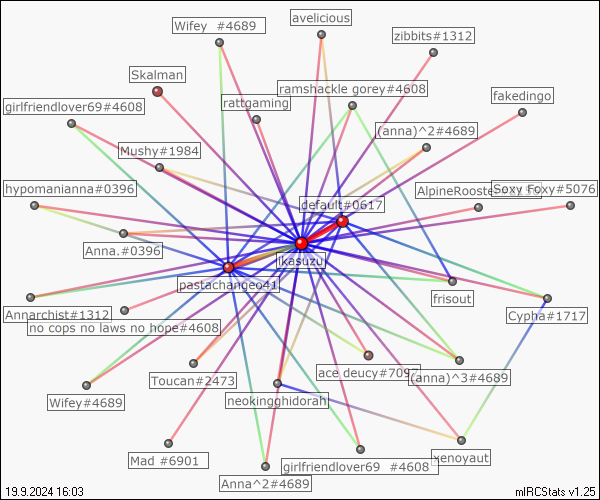 avelicious
Wifey  #4689
zibbits#1312
Skalman
ramshackle gorey#4608
fakedingo
rattgaming
girlfriendlover69#4608
(anna)^2#4689
Mushy#1984
hypomanianna#0396
AlpineRooste
Soxy Foxy#5076
default#0617
Anna.#0396
ikasuzu
pastachangeo41
frisout
Annarchist#1312
Cypha#1717
no cops no laws no hope#4608
ace deucy#7097
(anna)^3#4689
Toucan#2473
neokingghidorah
Wifey#4689
xenoyaut
Mad #6901
girlfriendlover69  #4608
Anna^2#4689
19.9.2024 16:03
mIRCStats v1.25